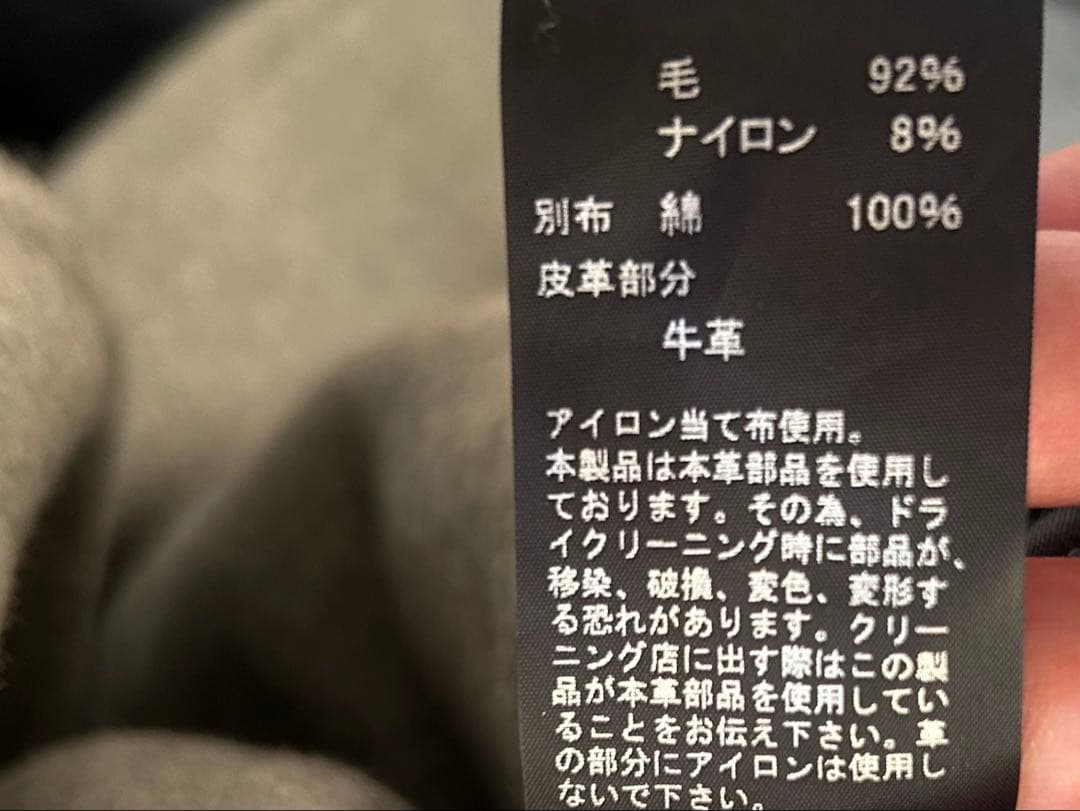 毛 92%
ナイロン 8%
別布 綿 100%
皮革部分
牛革
アイロン当て布使用。
本製品は本革部品を使用し
ております。その為、ドラ
イクリーニング時に部品が、
移染、破損、変色、変形す
る恐れがあります。クリー
ニング店に出す際はこの製
品が本革部品を使用してい
ることをお伝え下さい。革
の部分にアイロンは使用し
ないで下さい。